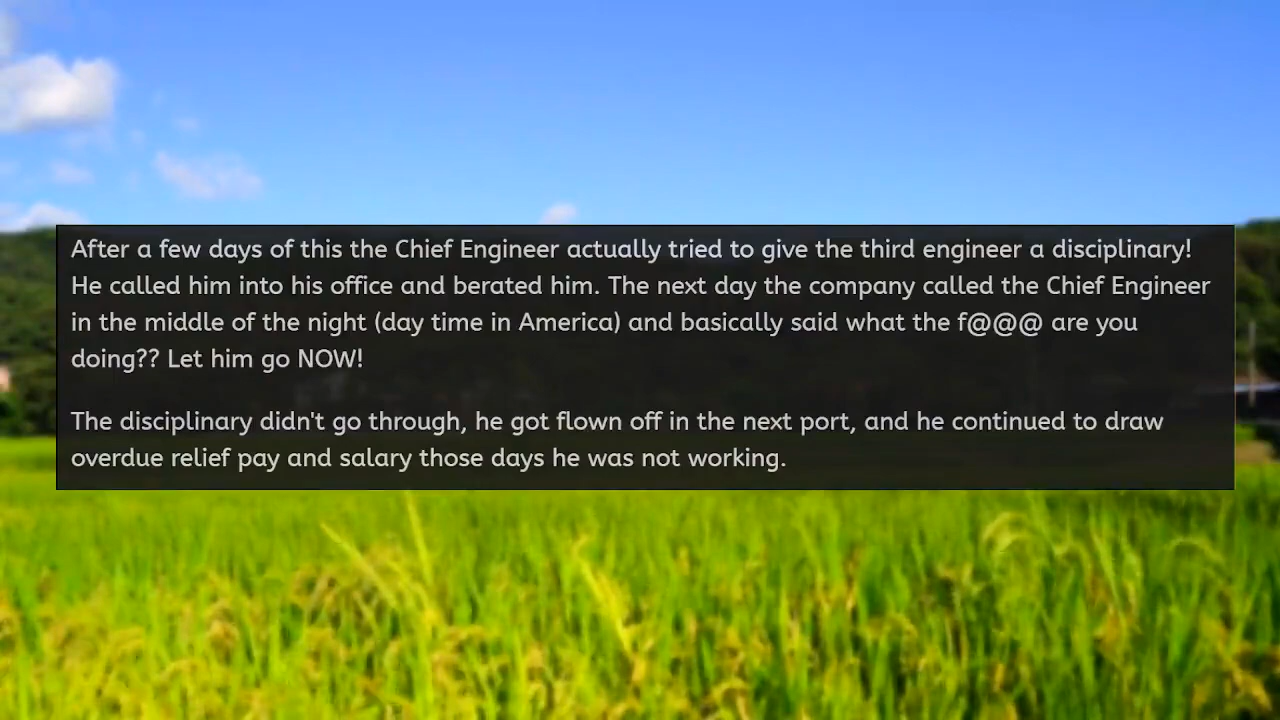 After a few days of this the Chief Engineer actually tried to give the third engineer a disciplinary!
He called him into his office and berated him. The next day the company called the Chief Engineer
in the middle of the night (day time in America) and basically said what the f@@@ are you
doing?? Let him go NOW!
The disciplinary didn't go through, he got flown off in the next port, and he continued to draw
overdue relief pay and salary those days he was not working.